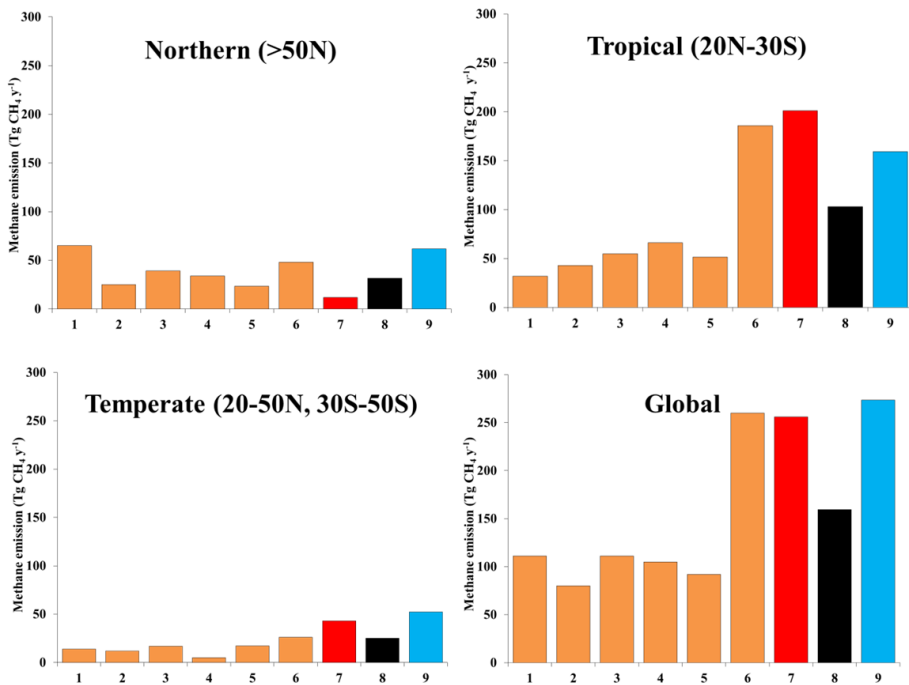 Northern (>50N)
Methane emission (Tg CH₄ y⁻¹)
300
250
200
150
100
50
0
1 2 3 4 5 6 7 8 9
Tropical (20N-30S)
Methane emission (Tg CH₄ y⁻¹)
300
250
200
150
100
50
0
1 2 3 4 5 6 7 8 9
Temperate (20-50N, 30S-50S)
Methane emission (Tg CH₄ y⁻¹)
300
250
200
150
100
50
0
1 2 3 4 5 6 7 8 9
Global
Methane emission (Tg CH₄ y⁻¹)
300
250
200
150
100
50
0
1 2 3 4 5 6 7 8 9